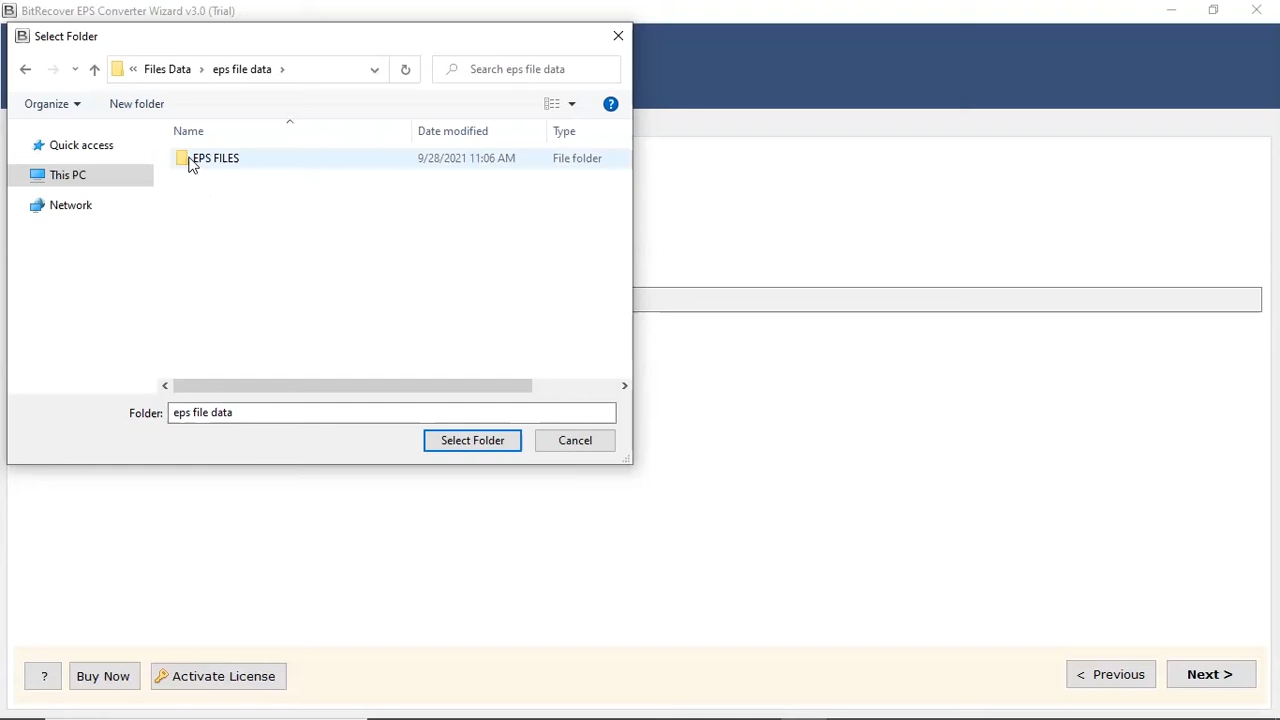 BitRecover EPS Converter Wizard v3.0 (Trial)
Select Folder
Files Data > eps file data >
Search eps file data
Organize
New folder
?
Name
Date modified
Type
Quick access
EPS FILES
9/28/2021 11:06 AM
File folder
This PC
Network
Folder:
eps file data
Select Folder
Cancel
?
Buy Now
Activate License
< Previous
Next >